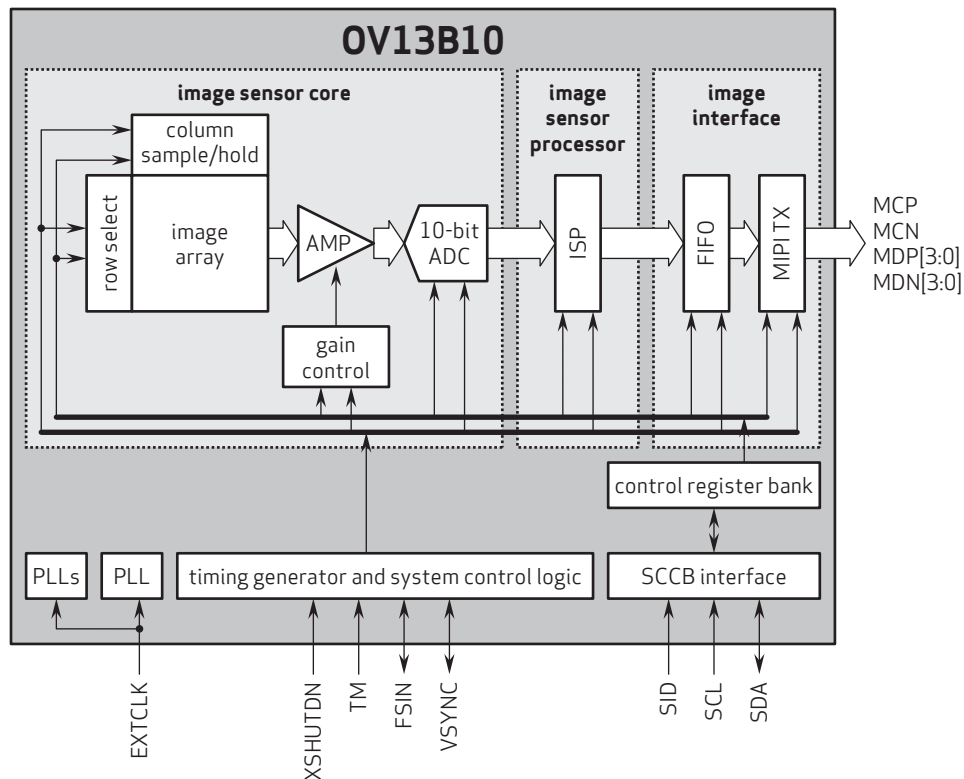 OV13B10
image sensor core
image
sensor
processor
image
interface
column
sample/hold
row select
image
array
AMP
10-bit
ADC
ISP
FIFO
MIPI TX
MCP
MCN
MDP[3:0]
MDN[3:0]
gain
control
control register bank
PLLs
PLL
timing generator and system control logic
SCCB interface
EXTCLK
XSHUTDN
TM
FSIN
VSYNC
SID
SCL
SDA